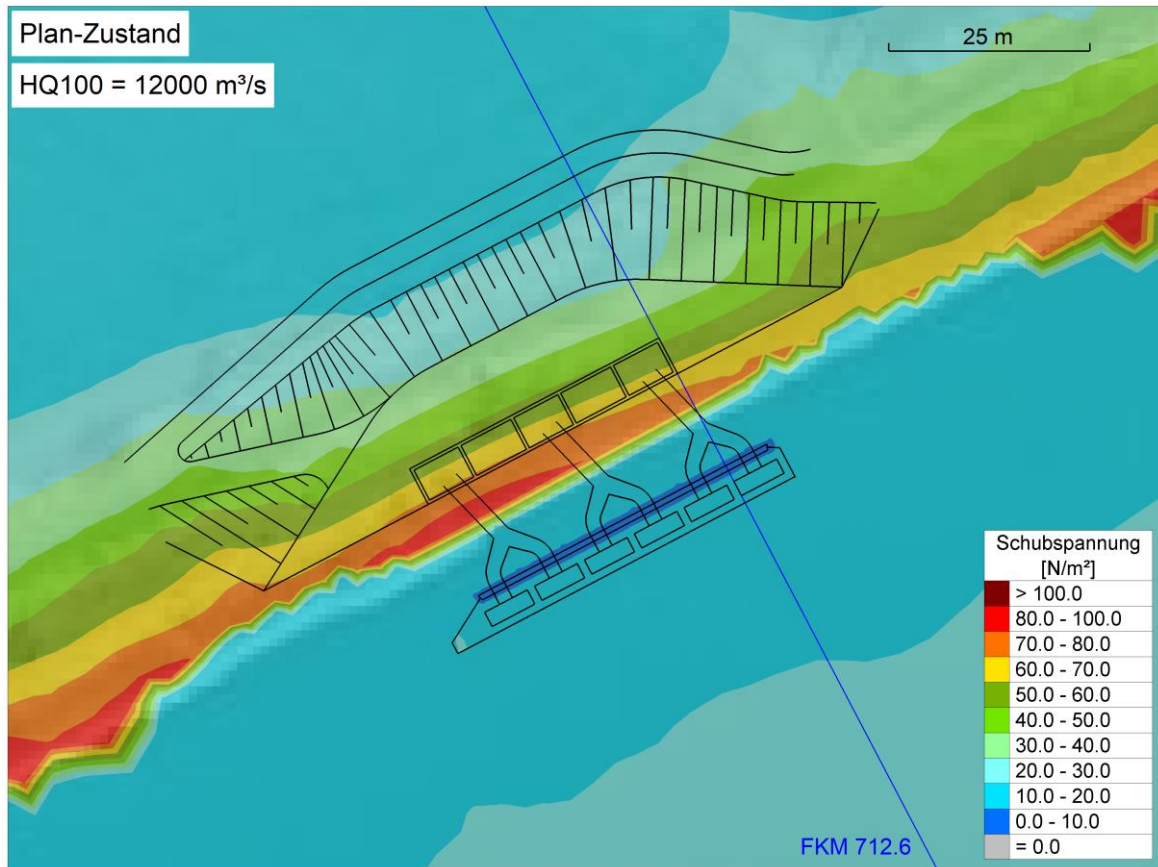 Plan-Zustand
HQ100 = 12000 m³/s
25 m
Schubspannung
[N/m²]
> 100.0
80.0 - 100.0
70.0 - 80.0
60.0 - 70.0
50.0 - 60.0
40.0 - 50.0
30.0 - 40.0
20.0 - 30.0
10.0 - 20.0
0.0 - 10.0
= 0.0
FKM 712.6